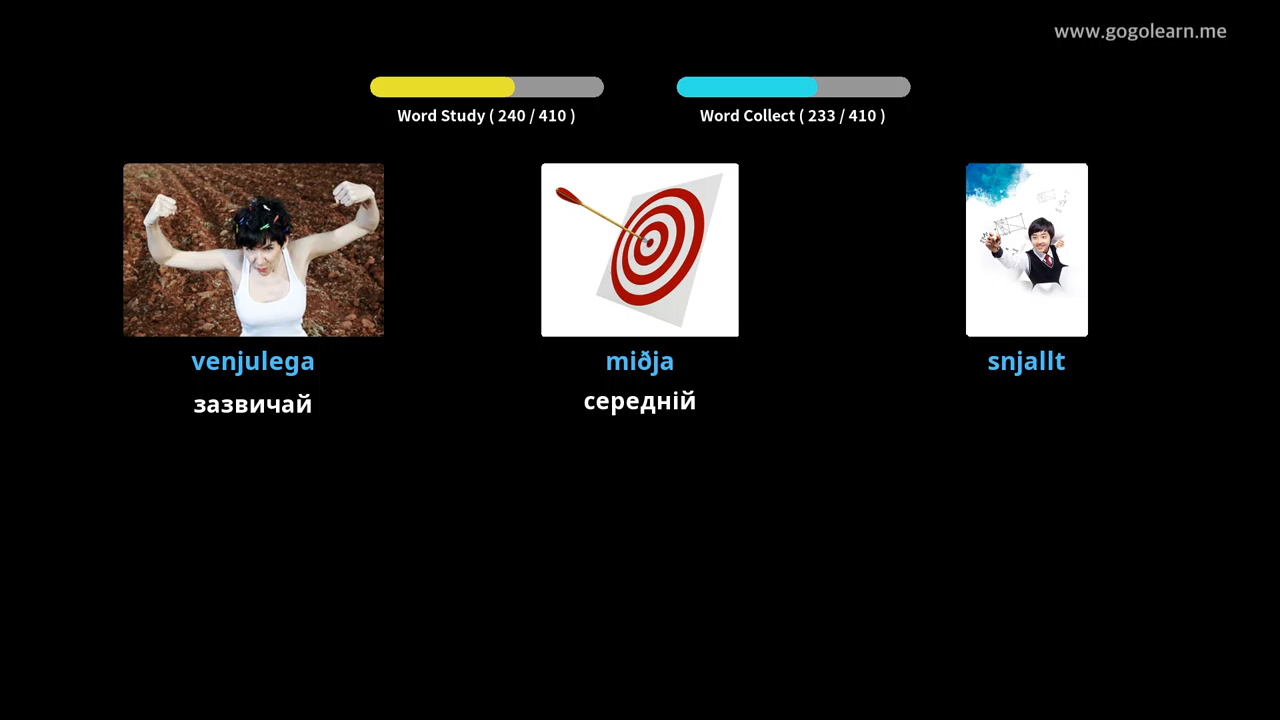 www.gogolearn.me
Word Study ( 240 / 410 )
Word Collect ( 233 / 410 )
venjulega
miðja
snjallt
зазвичай
середній